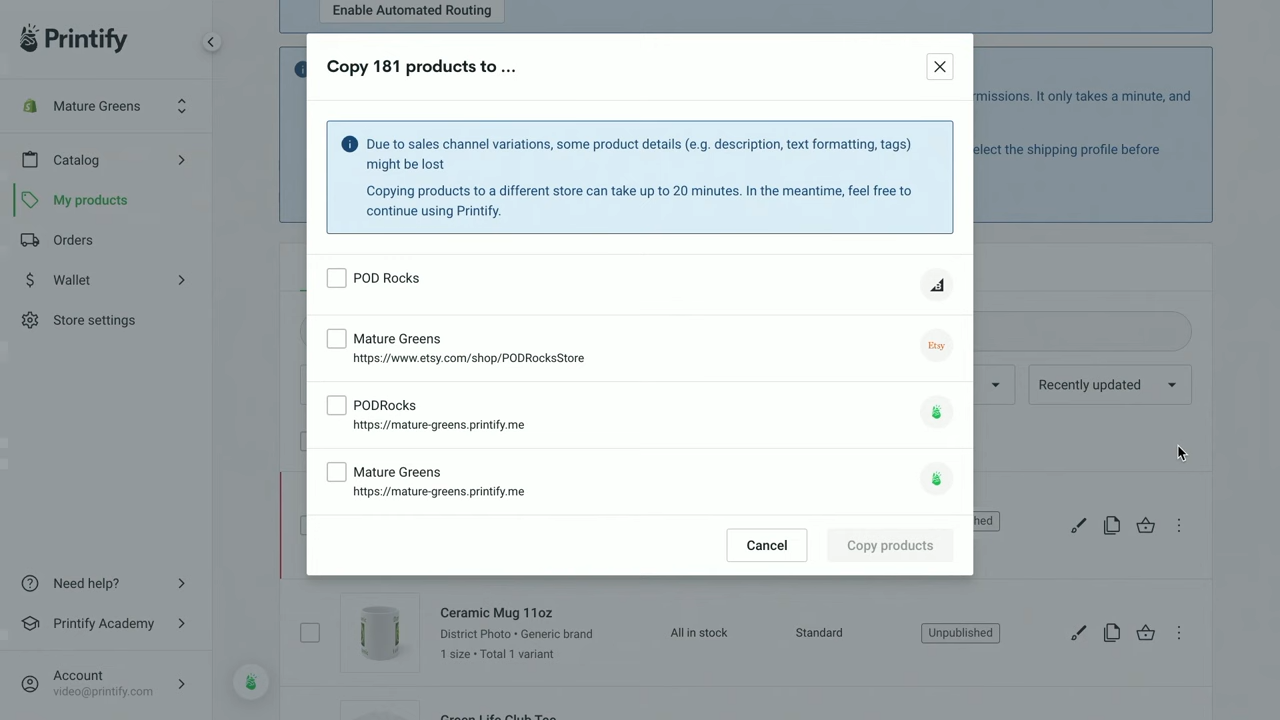 Enable Automated Routing
Printify
Copy 181 products to ...
Mature Greens
rmissions. It only takes a minute, and
Due to sales channel variations, some product details (e.g. description, text formatting, tags)
might be lost
Catalog
elect the shipping profile before
Copying products to a different store can take up to 20 minutes. In the meantime, feel free to
continue using Printify.
My products
Orders
Wallet
Store settings
POD Rocks
Mature Greens
https://www.etsy.com/shop/PODRocksStore
Etsy
Recently updated
PODRocks
https://mature-greens.printify.me
Mature Greens
https://mature-greens.printify.me
hed
Cancel
Copy products
Need help?
Printify Academy
Account
video@printify.com
Ceramic Mug 11oz
District Photo • Generic brand
1 size • Total 1 variant
All in stock
Standard
Unpublished
Green Life Club Tee